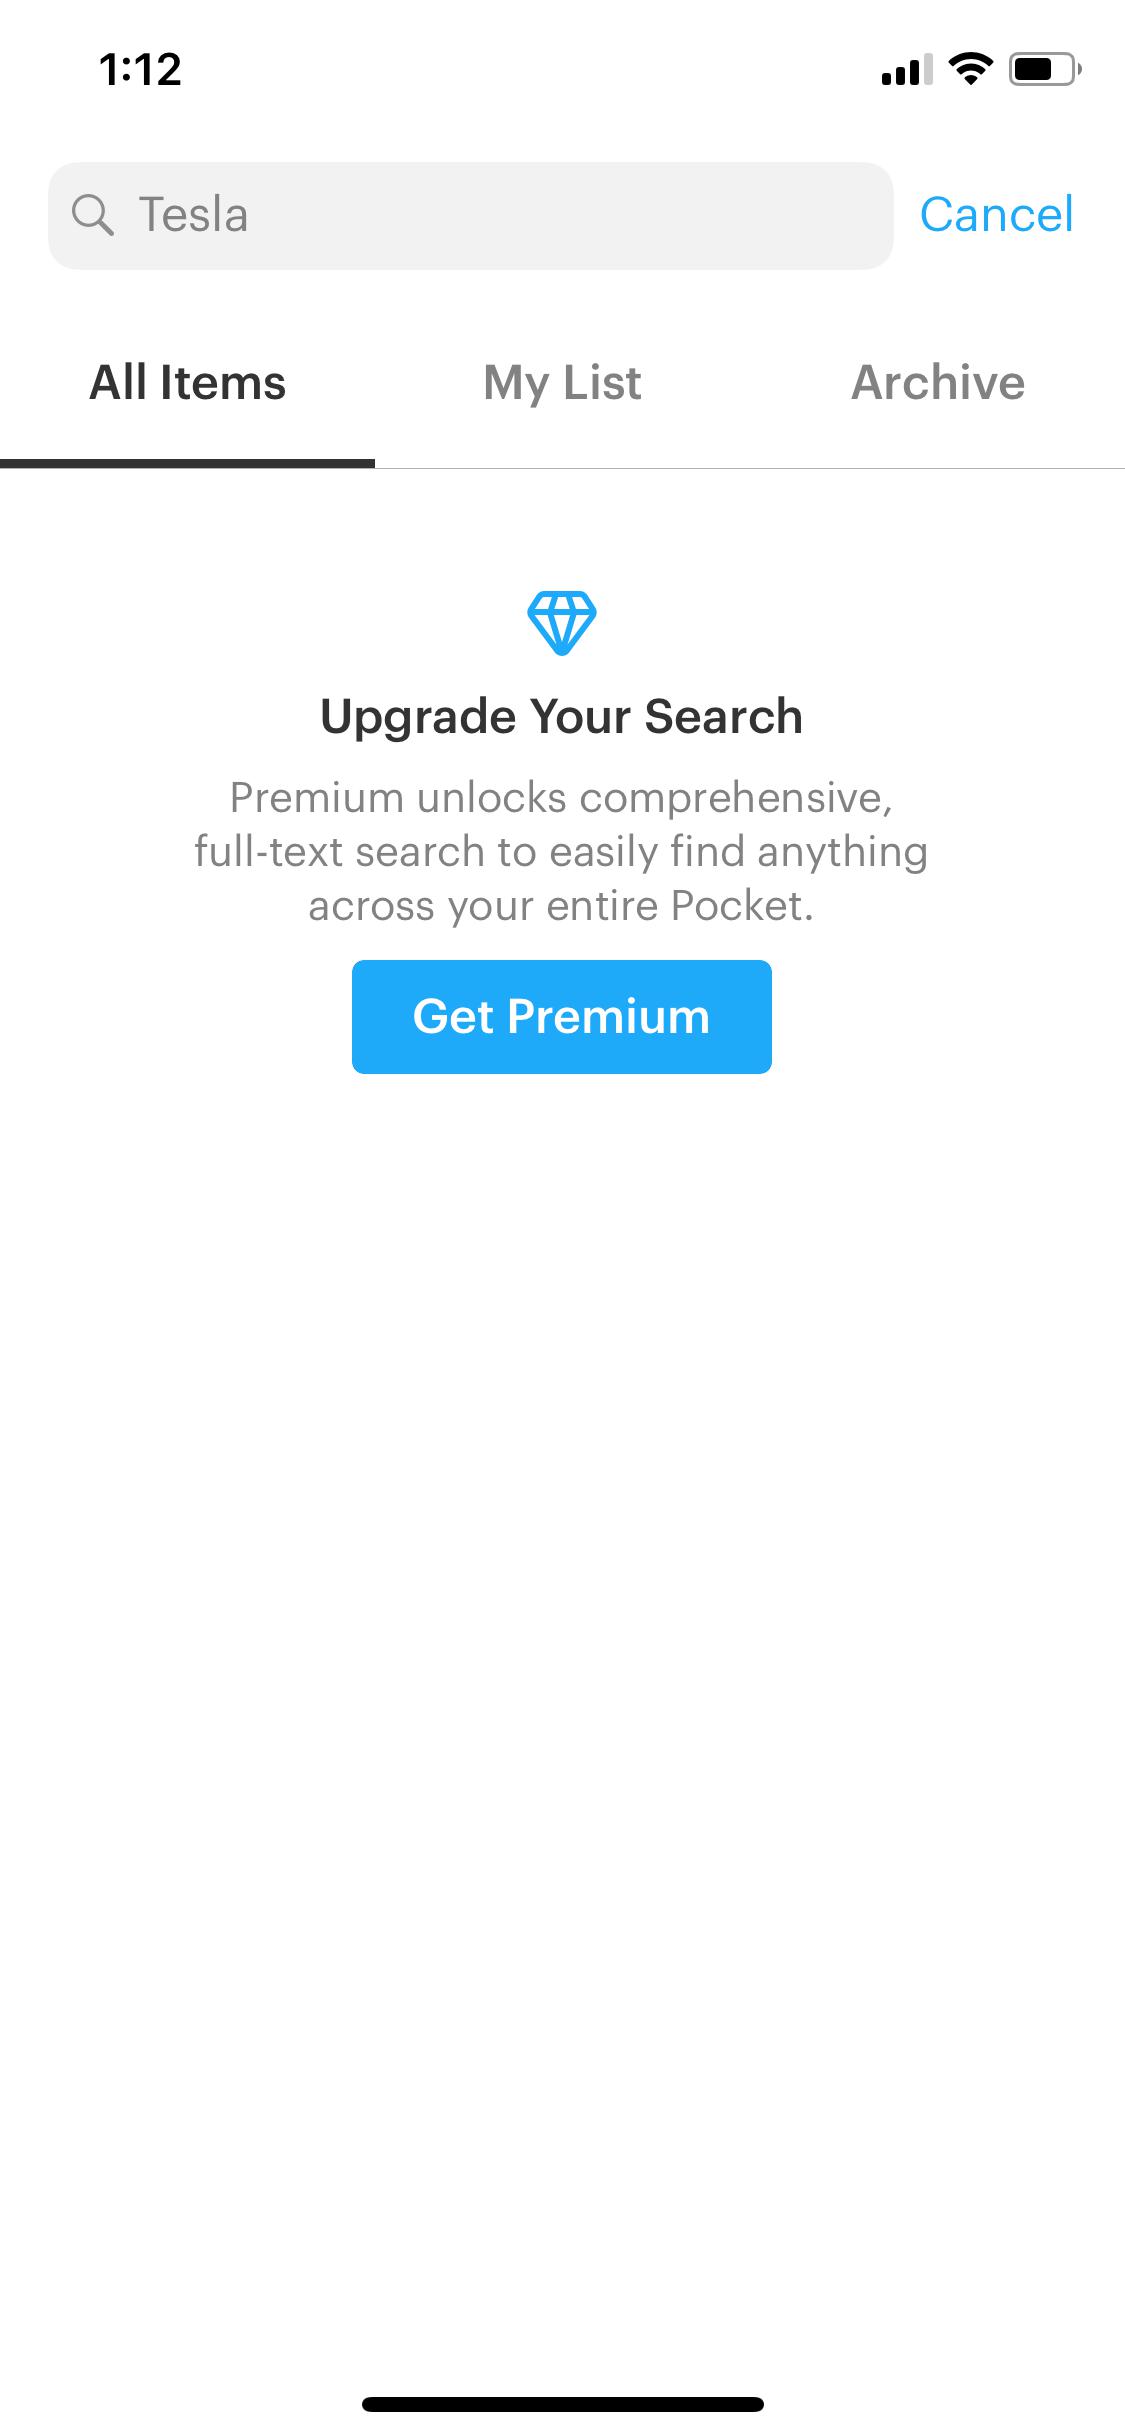 1:12
Tesla
Cancel
All Items
My List
Archive
Upgrade Your Search
Premium unlocks comprehensive,
full-text search to easily find anything
across your entire Pocket.
Get Premium